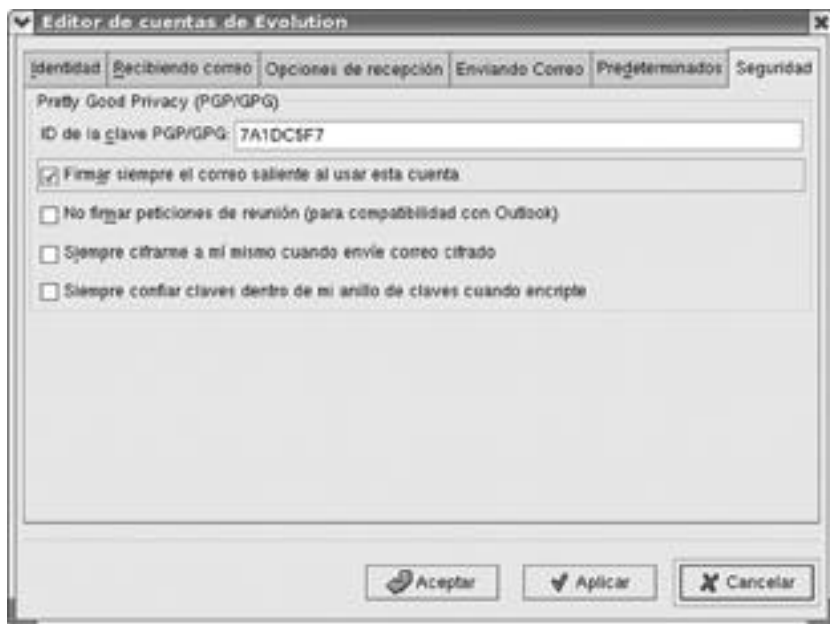 Editor de cuentas de Evolution
Identidad Recibiendo correo Opciones de recepción Enviando Correo Predeterminados Seguridad
Pretty Good Privacy (PGP/GPG)
ID de la clave PGP/GPG: 7A1DC5F7
Firmar siempre el correo saliente al usar esta cuenta
No firmar peticiones de reunión (para compatibilidad con Outlook)
Siempre cifrarme a mí mismo cuando envíe correo cifrado
Siempre confiar claves dentro de mi anillo de claves cuando encripte
Aceptar Aplicar Cancelar